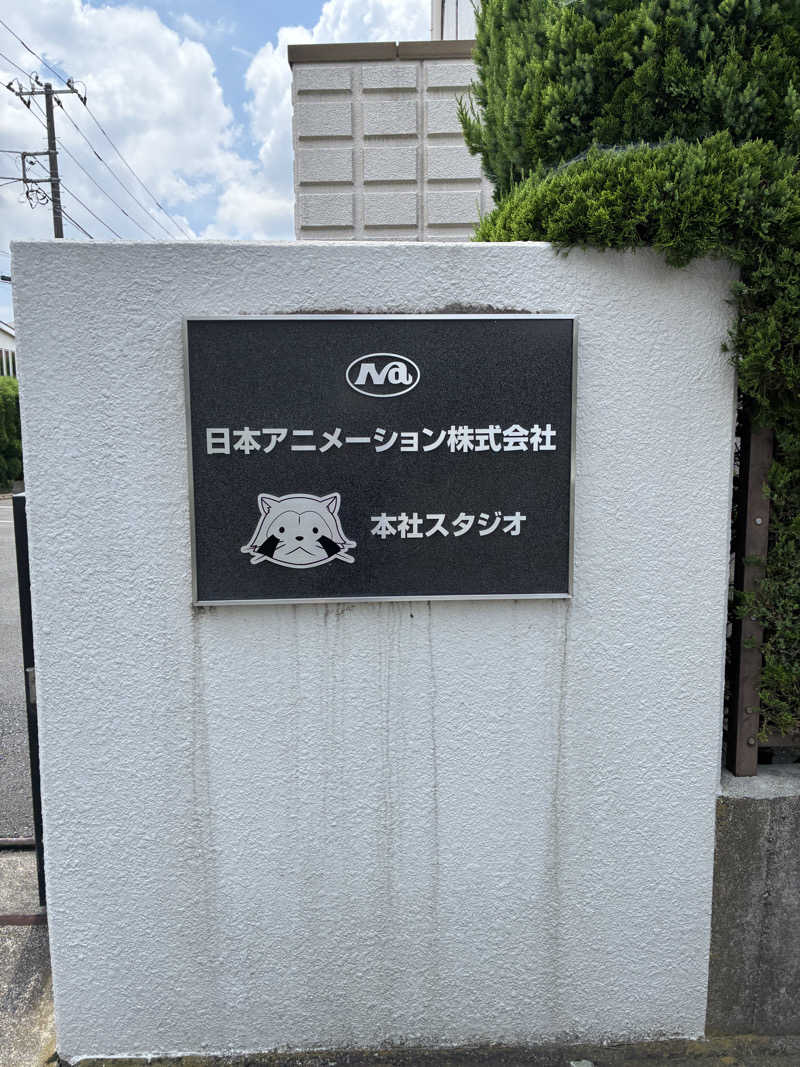 Na
日本アニメーション株式会社
本社スタジオ